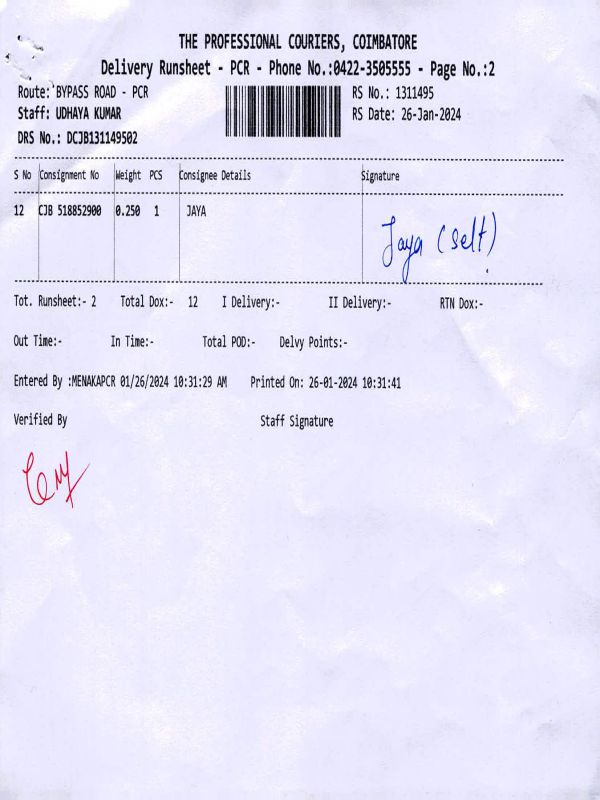 THE PROFESSIONAL COURIERS, COIMBATORE
Delivery Runsheet - PCR - Phone No.:0422-3505555 - Page No.:2
Route: BYPASS ROAD - PCR RS No.: 1311495
Staff: UDHAYA KUMAR RS Date: 26-Jan-2024
DRS No.: DCJB131149502
S No Consignment No Weight PCS Consignee Details Signature
12 CJB 518852900 0.250 1 JAYA
Jaya (self)
Tot. Runsheet:- 2 Total Dox:- 12 I Delivery:- II Delivery:- RTN Dox:-
Out Time:- In Time:- Total POD:- Delvy Points:-
Entered By :MENAKAPCR 01/26/2024 10:31:29 AM Printed On: 26-01-2024 10:31:41
Verified By Staff Signature